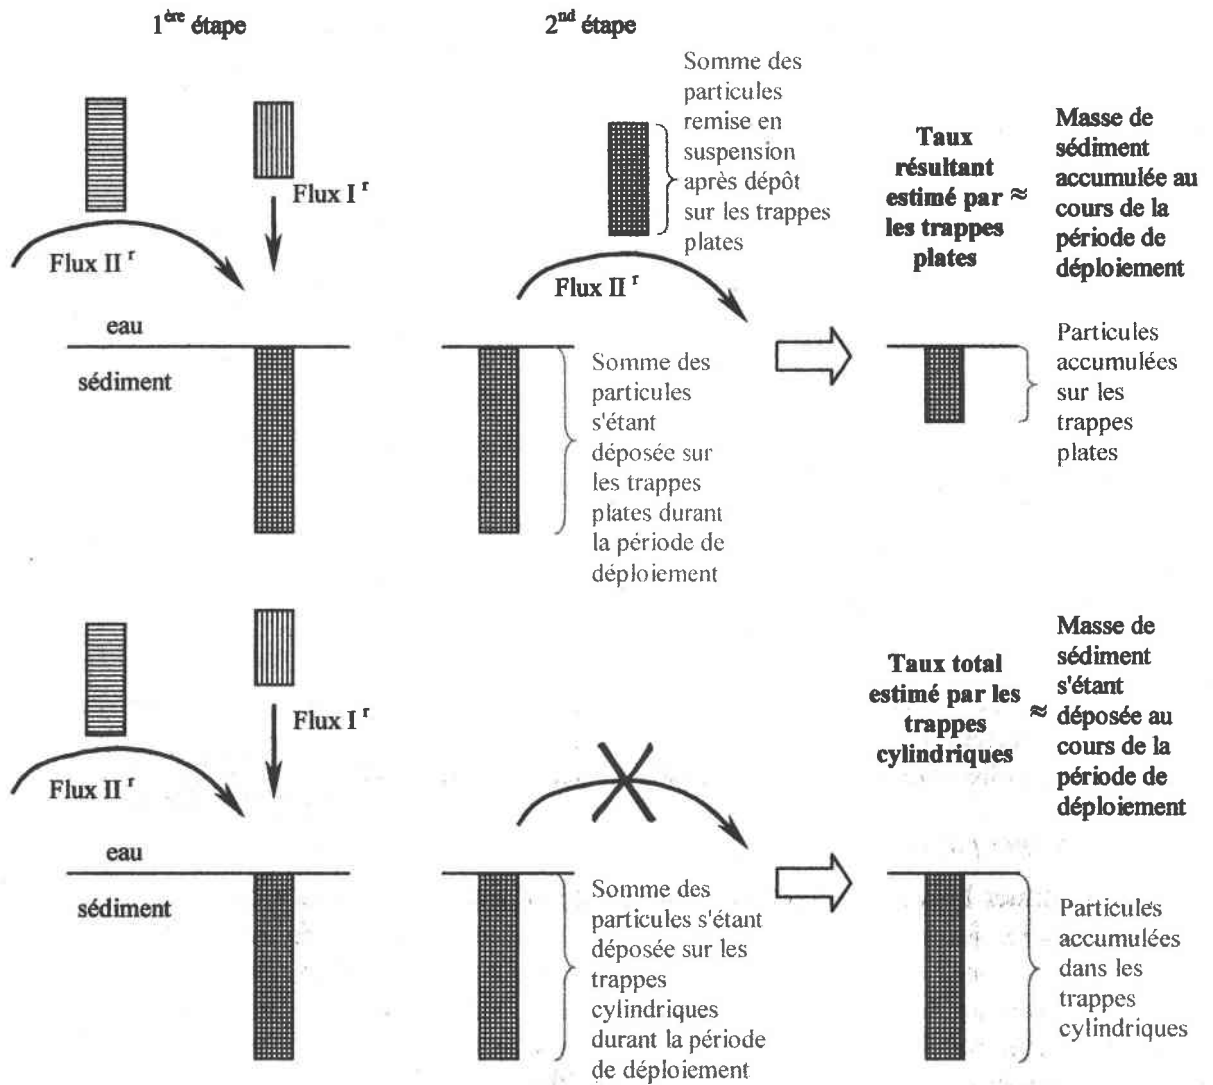 1ère étape
2nd étape
Flux I r
Flux II r
eau
sédiment
Somme des
particules
remise en
suspension
après dépôt
sur les trappes
plates
Flux II r
Somme des
particules
s'étant
déposée sur
les trappes
plates durant
la période de
déploiement
Taux
résultant
estimé par ≈
les trappes
plates
Masse de
sédiment
accumulée au
cours de la
période de
déploiement
Particules
accumulées
sur les
trappes
plates
Flux I r
Flux II r
eau
sédiment
Somme des
particules s'étant
déposée sur les
trappes
cylindriques
durant la période
de déploiement
Taux total
estimé par les
trappes ≈
cylindriques
Masse de
sédiment
s'étant
déposée au
cours de la
période de
déploiement
Particules
accumulées
dans les
trappes
cylindriques